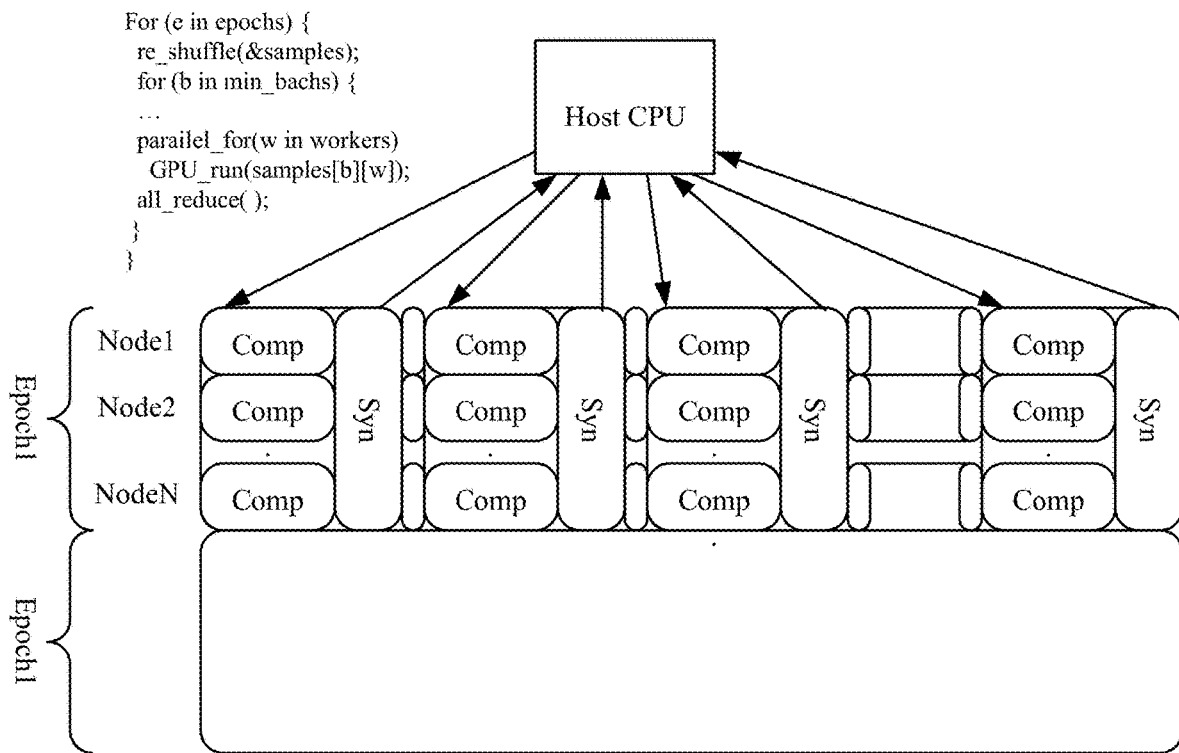 For (e in epochs) {
re_shuffle(&samples);
for (b in min_bachs) {
...
parailel_for(w in workers)
GPU_run(samples[b][w]);
all_reduce( );
}
}
Host CPU
Epoch1
Node1
Comp
Comp
Comp
Comp
Node2
Comp
Comp
Comp
Comp
NodeN
Comp
Comp
Comp
Comp
Syn
Syn
Syn
Syn
Epoch1